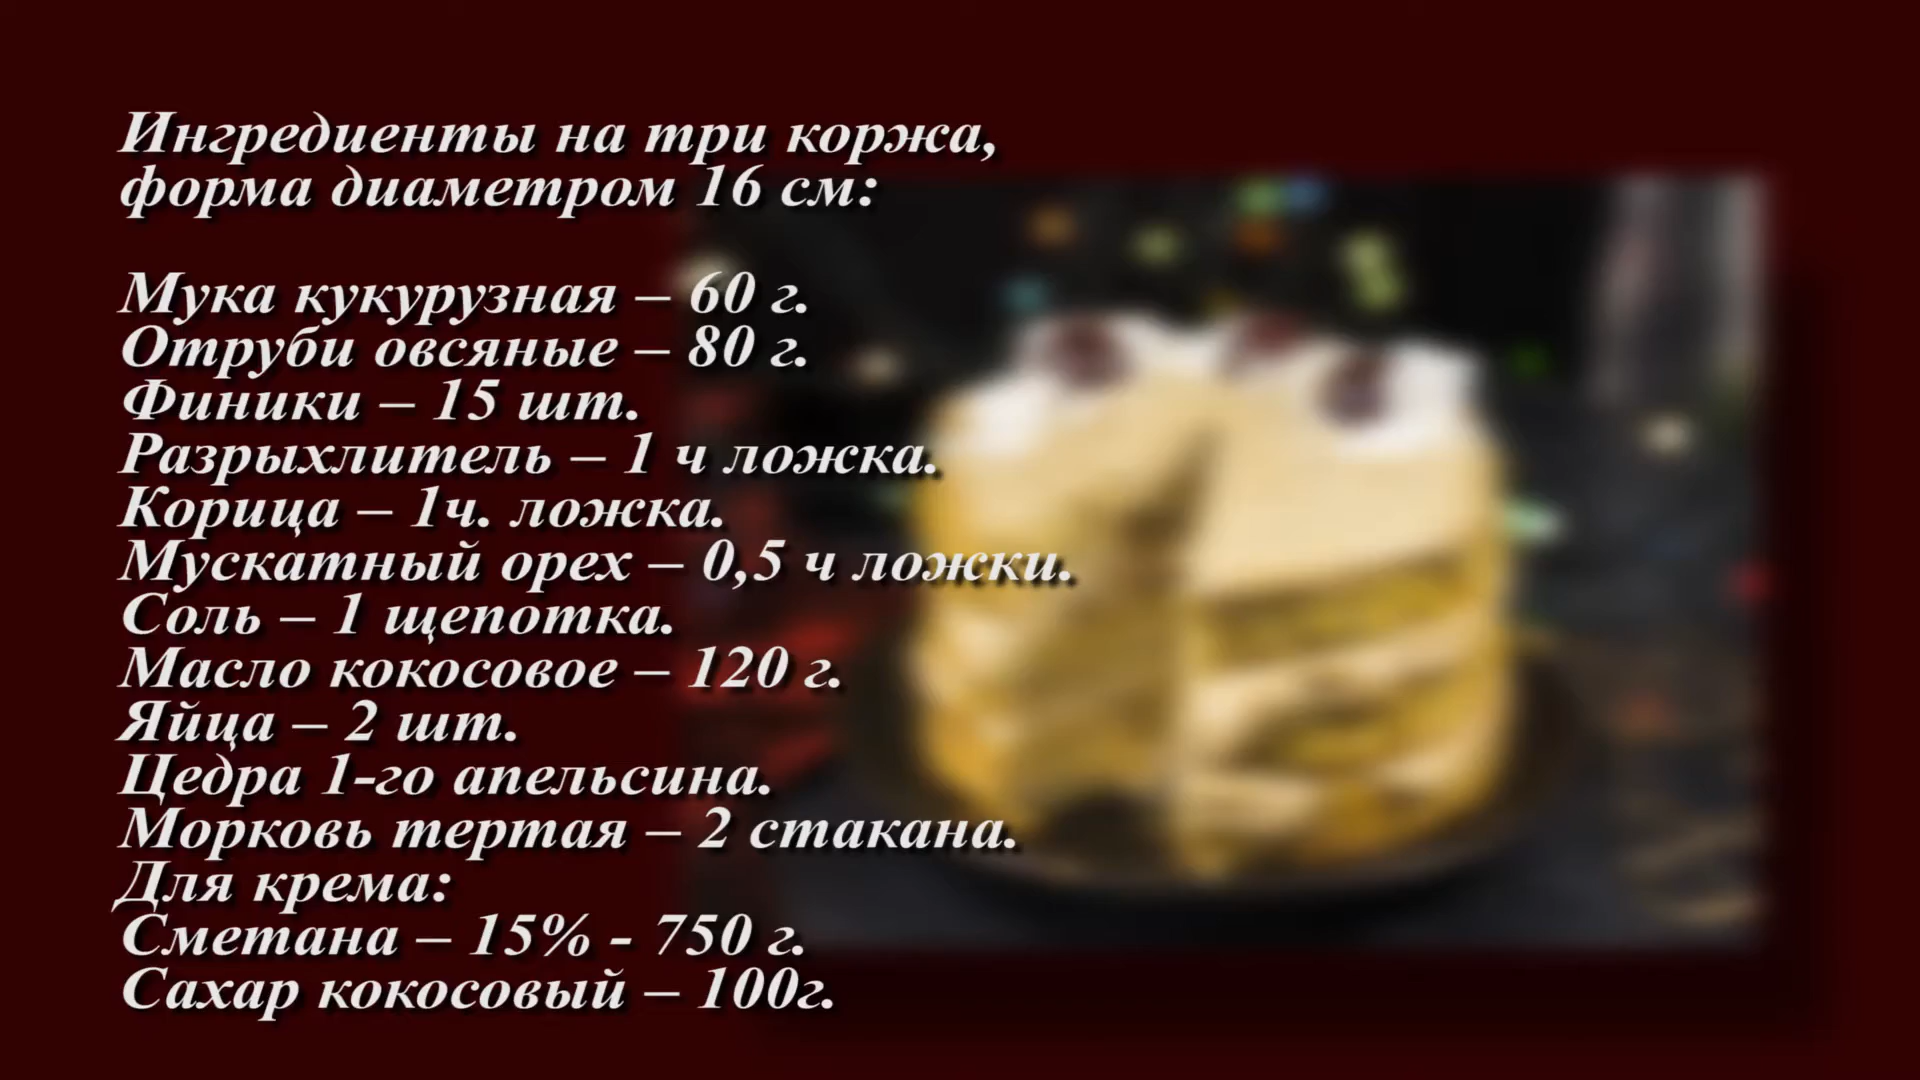 Ингредиенты на три коржа,
форма диаметром 16 см:
Мука кукурузная – 60 г.
Отруби овсяные – 80 г.
Финики – 15 шт.
Разрыхлитель – 1 ч ложка.
Корица – 1ч. ложка.
Мускатный орех – 0,5 ч ложки.
Соль – 1 щепотка.
Масло кокосовое – 120 г.
Яйца – 2 шт.
Цедра 1-го апельсина.
Морковь тертая – 2 стакана.
Для крема:
Сметана – 15% - 750 г.
Сахар кокосовый – 100г.